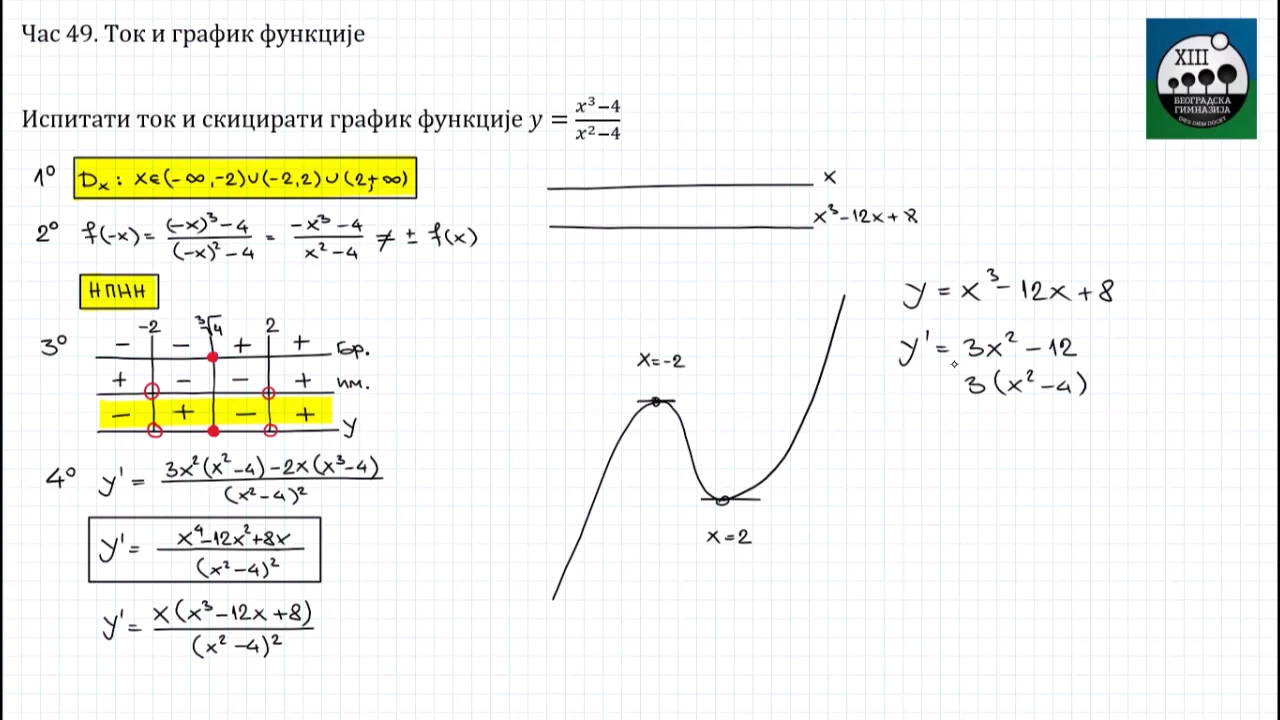 Час 49. Ток и график функције
XIII
БЕОГРАДСКА
ГИМНАЗИЈА
Испитати ток и скицирати график функције y = (x³−4)/(x²−4)
1° Dₓ : x∈(−∞,−2)∪(−2,2)∪(2,+∞)
2° f(−x) = ((−x)³−4)/((−x)²−4) = (−x³−4)/(x²−4) ≠ ± f(x)
НПНН
−2 ∛4 2
3° − − + + бр.
+ − − + им.
− + − + y
4° y' = (3x²(x²−4)−2x(x³−4))/(x²−4)²
y' = (x⁴−12x²+8x)/(x²−4)²
y' = x(x³−12x+8)/(x²−4)²
x
x³−12x+8
x=−2
x=2
y = x³−12x+8
y' = 3x²−12
3(x²−4)